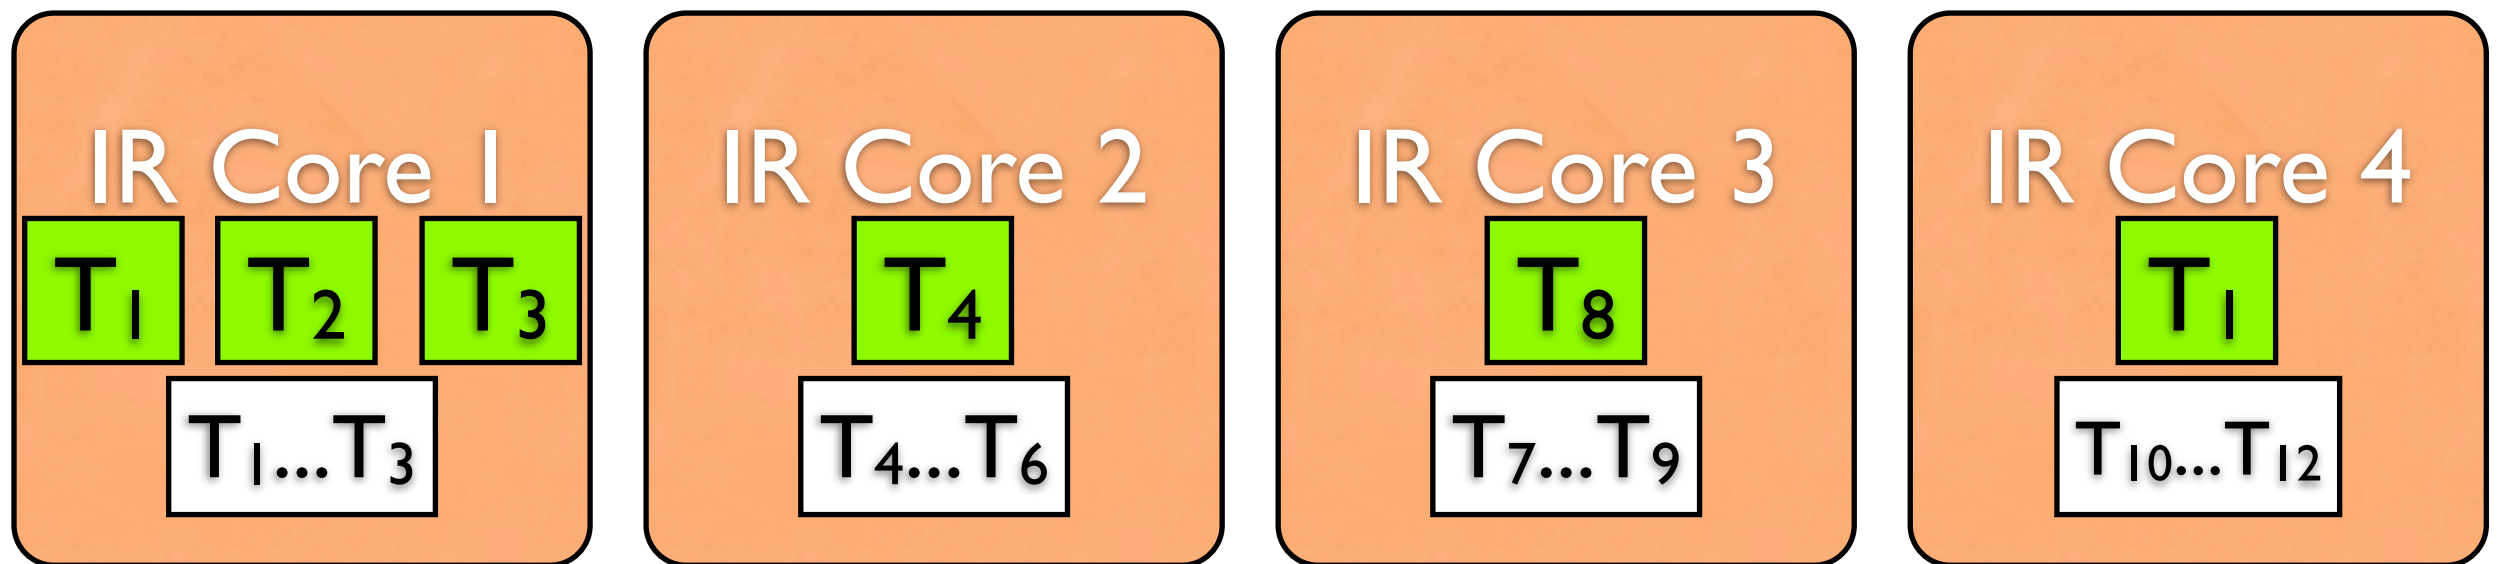 IR Core 1 IR Core 2 IR Core 3 IR Core 4
T1 T2 T3 T4 T8 T1
T1...T3 T4...T6 T7...T9 T10...T12